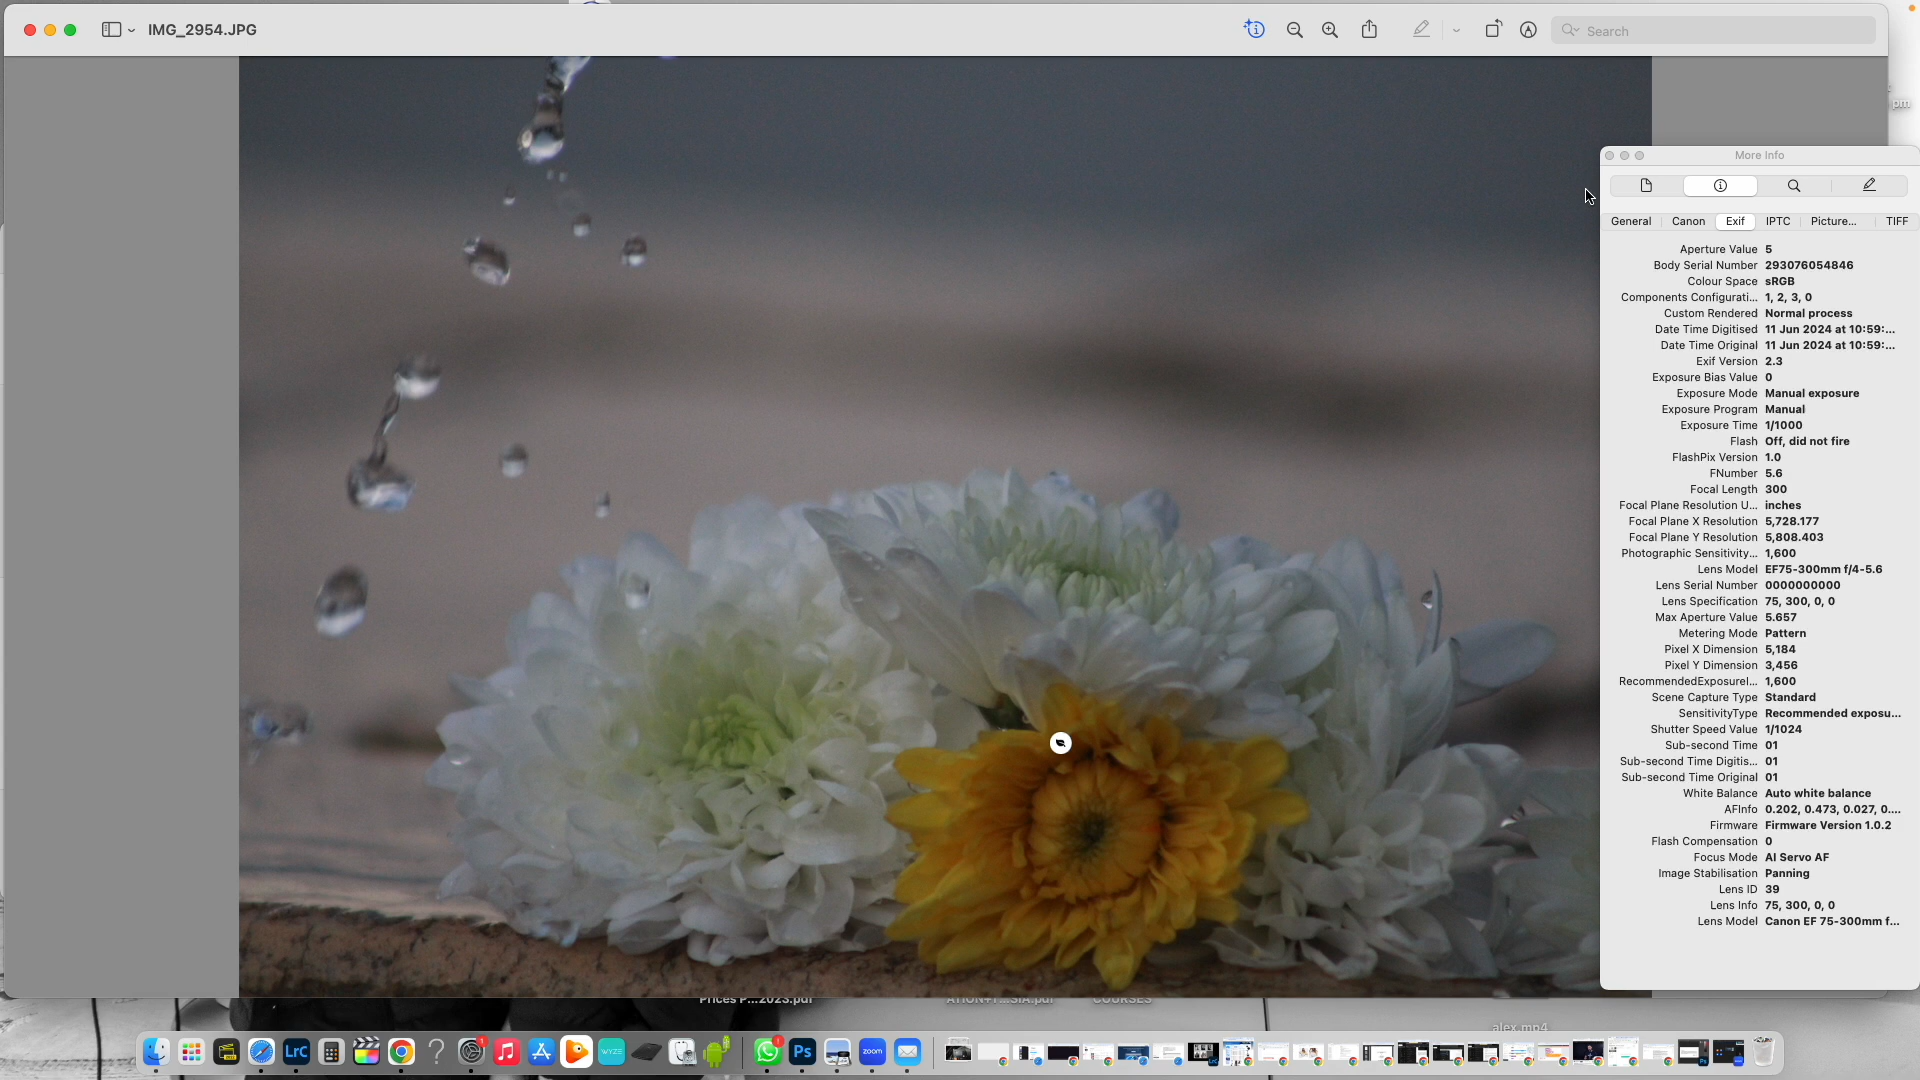 IMG_2954.JPG
Search
pm
More Info
General Canon Exif IPTC Picture... TIFF
Aperture Value 5
Body Serial Number 293076054846
Colour Space sRGB
Components Configurati... 1, 2, 3, 0
Custom Rendered Normal process
Date Time Digitised 11 Jun 2024 at 10:59:...
Date Time Original 11 Jun 2024 at 10:59:...
Exif Version 2.3
Exposure Bias Value 0
Exposure Mode Manual exposure
Exposure Program Manual
Exposure Time 1/1000
Flash Off, did not fire
FlashPix Version 1.0
FNumber 5.6
Focal Length 300
Focal Plane Resolution U... inches
Focal Plane X Resolution 5,728.177
Focal Plane Y Resolution 5,808.403
Photographic Sensitivity... 1,600
Lens Model EF75-300mm f/4-5.6
Lens Serial Number 0000000000
Lens Specification 75, 300, 0, 0
Max Aperture Value 5.657
Metering Mode Pattern
Pixel X Dimension 5,184
Pixel Y Dimension 3,456
RecommendedExposureI... 1,600
Scene Capture Type Standard
SensitivityType Recommended exposu...
Shutter Speed Value 1/1024
Sub-second Time 01
Sub-second Time Digitis... 01
Sub-second Time Original 01
White Balance Auto white balance
AFInfo 0.202, 0.473, 0.027, 0....
Firmware Firmware Version 1.0.2
Flash Compensation 0
Focus Mode AI Servo AF
Image Stabilisation Panning
Lens ID 39
Lens Info 75, 300, 0, 0
Lens Model Canon EF 75-300mm f...
Prices P...2023.pdf
COURSES
alex.mp4
LrC
WYZE
Ps
zoom